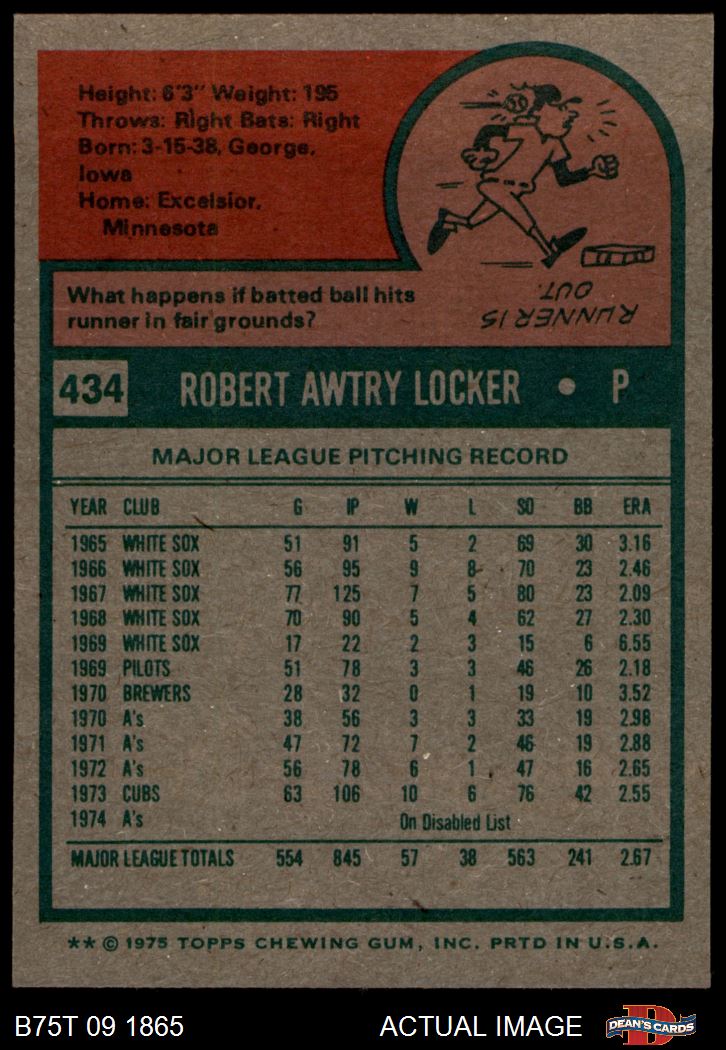 Height: 6'3" Weight: 195
Throws: Right Bats: Right
Born: 3-15-38, George,
Iowa
Home: Excelsior,
Minnesota
What happens if batted ball hits
runner in fair grounds?
RUNNER IS
OUT.
434 ROBERT AWTRY LOCKER • P
MAJOR LEAGUE PITCHING RECORD
YEAR CLUB G IP W L SO BB ERA
1965 WHITE SOX 51 91 5 2 69 30 3.16
1966 WHITE SOX 56 95 9 8 70 23 2.46
1967 WHITE SOX 77 125 7 5 80 23 2.09
1968 WHITE SOX 70 90 5 4 62 27 2.30
1969 WHITE SOX 17 22 2 3 15 6 6.55
1969 PILOTS 51 78 3 3 46 26 2.18
1970 BREWERS 28 32 0 1 19 10 3.52
1970 A's 38 56 3 3 33 19 2.98
1971 A's 47 72 7 2 46 19 2.88
1972 A's 56 78 6 1 47 16 2.65
1973 CUBS 63 106 10 6 76 42 2.55
1974 A's On Disabled List
MAJOR LEAGUE TOTALS 554 845 57 38 563 241 2.67
** © 1975 TOPPS CHEWING GUM, INC. PRTD IN U.S.A.
B75T 09 1865 ACTUAL IMAGE D DEAN'S CARDS